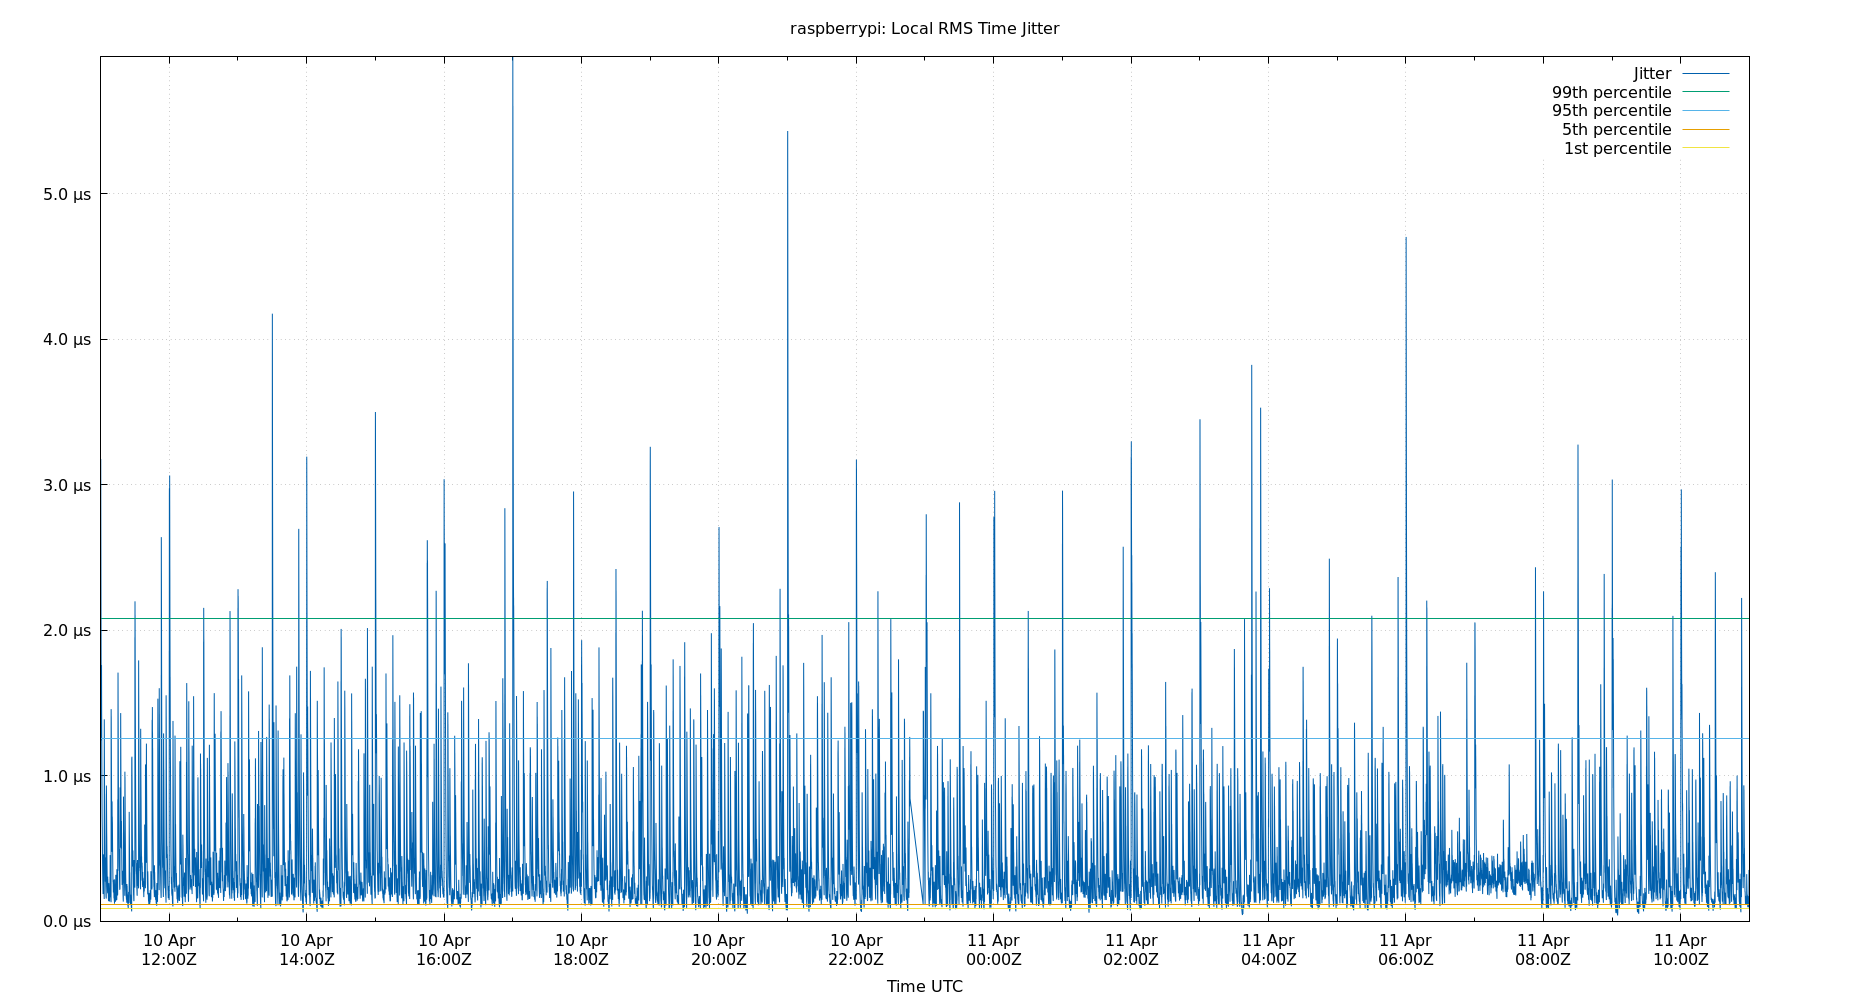 raspberrypi: Local RMS Time Jitter
Jitter
99th percentile
95th percentile
5th percentile
1st percentile
5.0 µs
4.0 µs
3.0 µs
2.0 µs
1.0 µs
0.0 µs
10 Apr 10 Apr 10 Apr 10 Apr 10 Apr 10 Apr 11 Apr 11 Apr 11 Apr 11 Apr 11 Apr 11 Apr
12:00Z 14:00Z 16:00Z 18:00Z 20:00Z 22:00Z 00:00Z 02:00Z 04:00Z 06:00Z 08:00Z 10:00Z
Time UTC